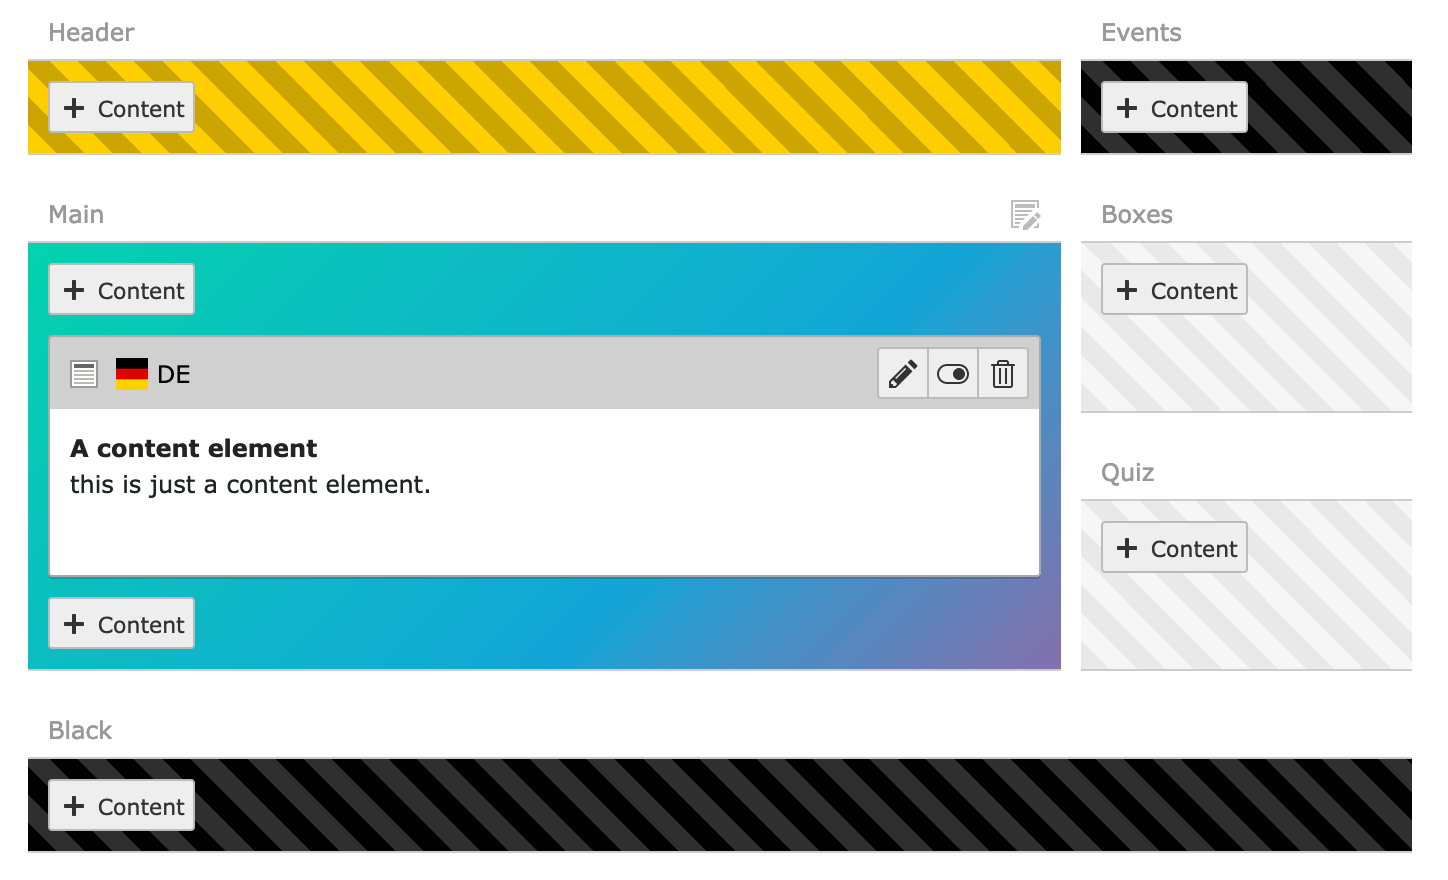 Header
Content
Events
Content
Main
Content
DE
A content element
this is just a content element.
Content
Boxes
Content
Quiz
Content
Black
Content